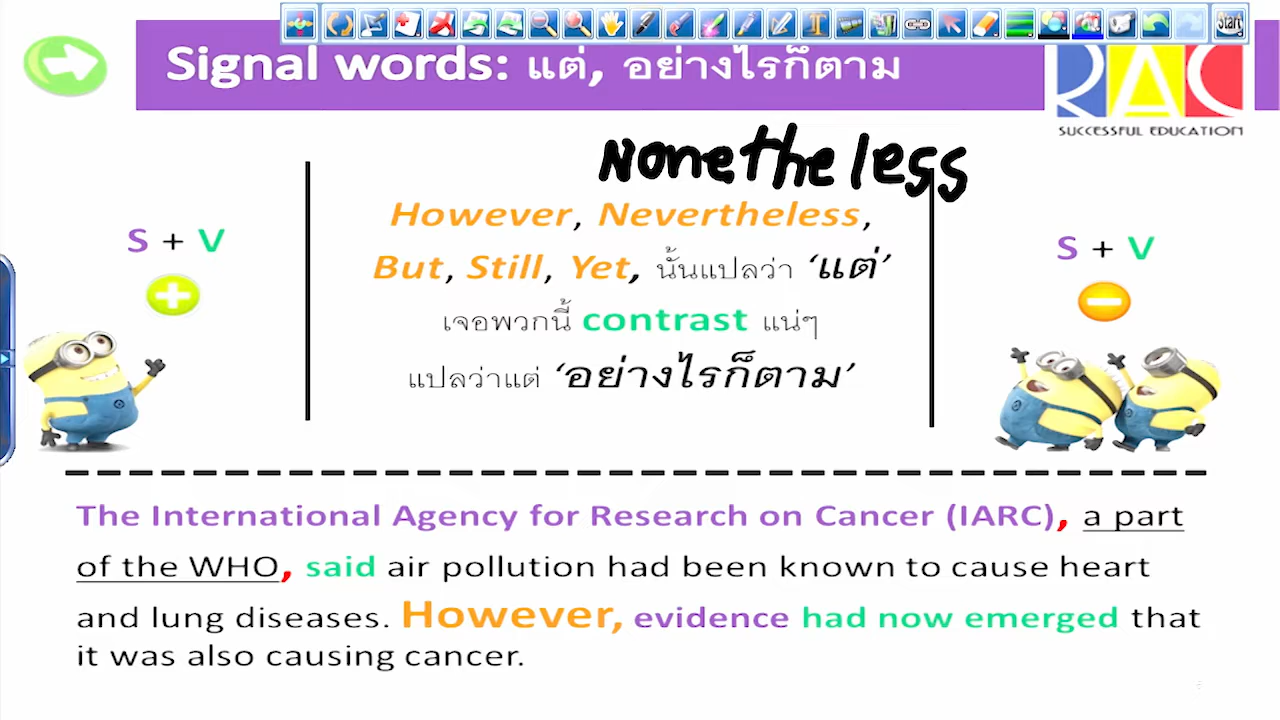 Start
Signal words: แต่, อย่างไรก็ตาม
RAC
SUCCESSFUL EDUCATION
Nonetheless
S + V
However, Nevertheless,
But, Still, Yet, นั้นแปลว่า ‘แต่’
เจอพวกนี้ contrast แน่ๆ
แปลว่าแต่ ‘อย่างไรก็ตาม’
S + V
The International Agency for Research on Cancer (IARC), a part
of the WHO, said air pollution had been known to cause heart
and lung diseases. However, evidence had now emerged that
it was also causing cancer.